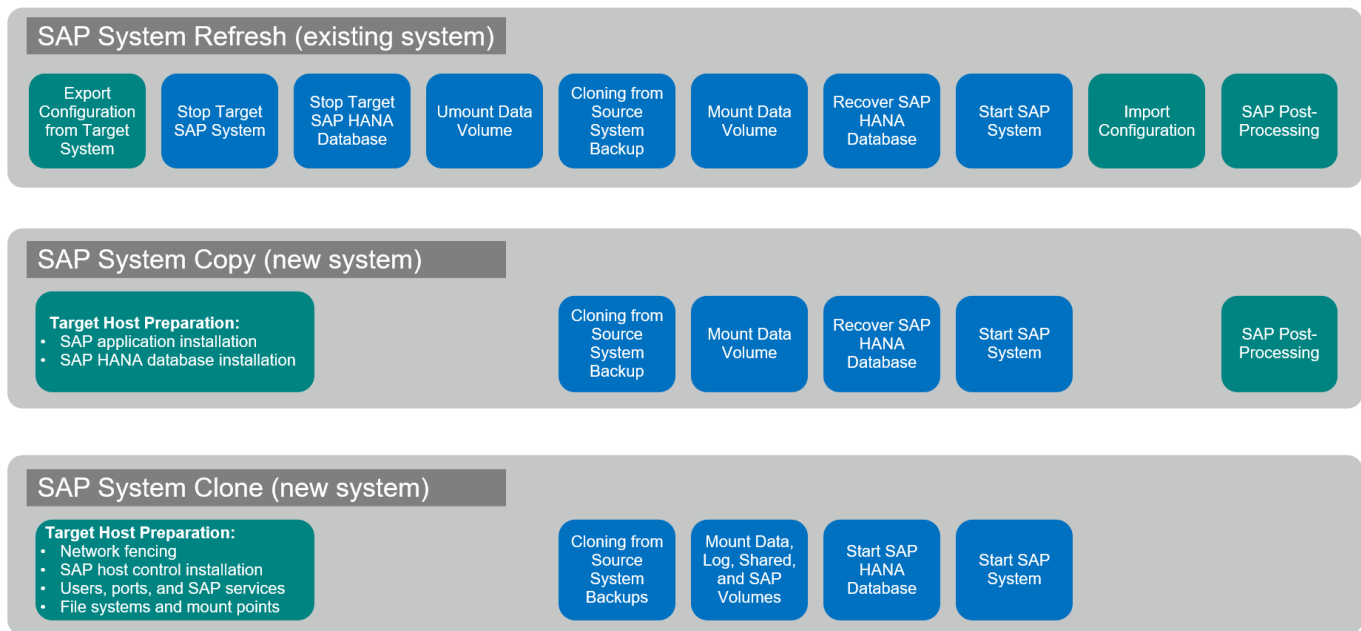 SAP System Refresh (existing system)
Export
Configuration
from Target
System
Stop Target
SAP System
Stop Target
SAP HANA
Database
Umount Data
Volume
Cloning from
Source
System
Backup
Mount Data
Volume
Recover SAP
HANA
Database
Start SAP
System
Import
Configuration
SAP Post-
Processing
SAP System Copy (new system)
Target Host Preparation:
• SAP application installation
• SAP HANA database installation
Cloning from
Source
System
Backup
Mount Data
Volume
Recover SAP
HANA
Database
Start SAP
System
SAP Post-
Processing
SAP System Clone (new system)
Target Host Preparation:
• Network fencing
• SAP host control installation
• Users, ports, and SAP services
• File systems and mount points
Cloning from
Source
System
Backups
Mount Data,
Log, Shared,
and SAP
Volumes
Start SAP
HANA
Database
Start SAP
System